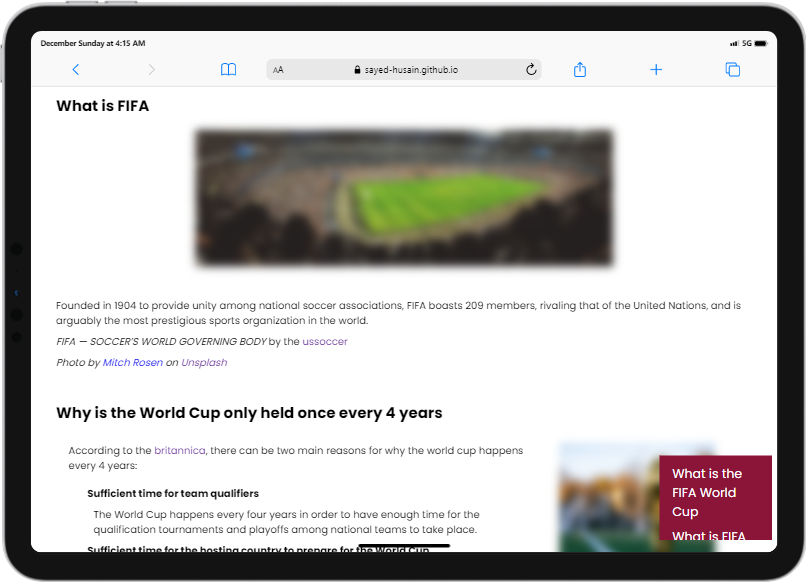 December Sunday at 4:15 AM
5G
AA
sayed-husain.github.io
What is FIFA
Founded in 1904 to provide unity among national soccer associations, FIFA boasts 209 members, rivaling that of the United Nations, and is
arguably the most prestigious sports organization in the world.
FIFA — SOCCER'S WORLD GOVERNING BODY by the ussoccer
Photo by Mitch Rosen on Unsplash
Why is the World Cup only held once every 4 years
According to the britannica, there can be two main reasons for why the world cup happens
every 4 years:
Sufficient time for team qualifiers
The World Cup happens every four years in order to have enough time for the
qualification tournaments and playoffs among national teams to take place.
Sufficient time for the hosting country to prepare for the World Cup
What is the
FIFA World
Cup
What is FIFA